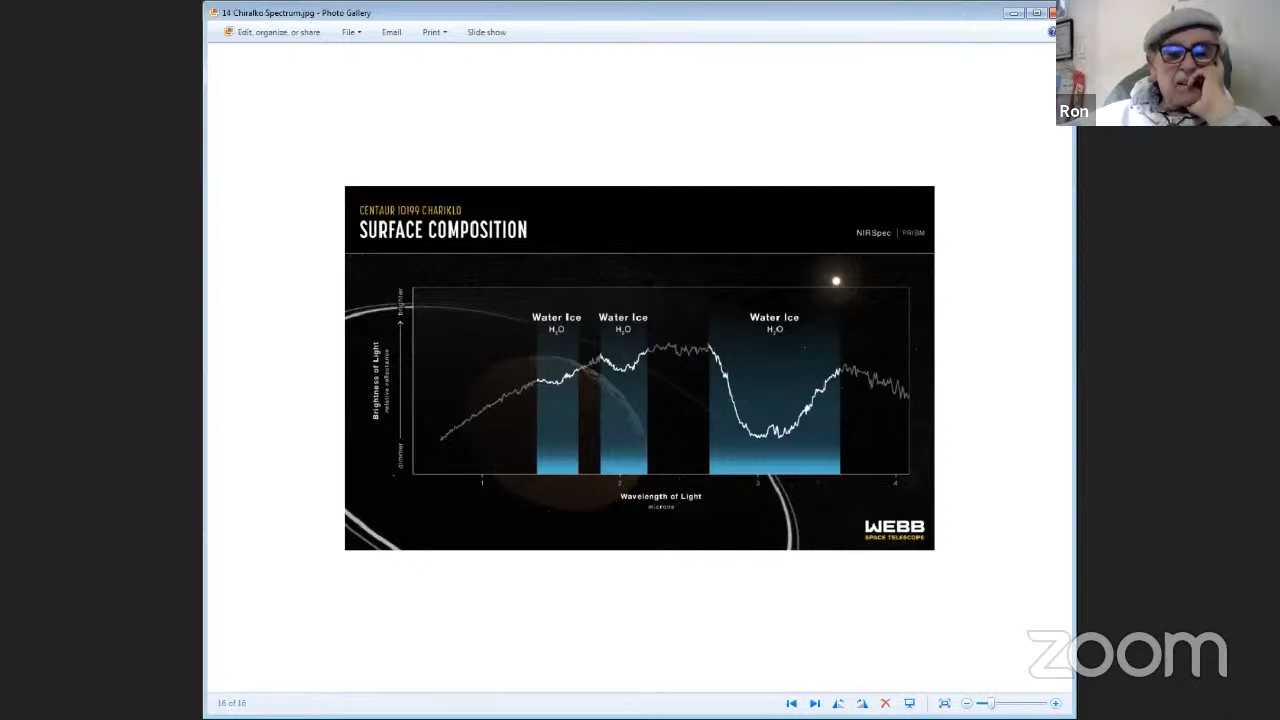 14 Chiralko Spectrum.jpg - Photo Gallery
Edit, organize, or share File Email Print Slide show
Ron
CENTAUR 10199 CHARIKLO
SURFACE COMPOSITION
NIRSpec | PRISM
brighter
Brightness of Light
relative reflectance
dimmer
Water Ice
H₂O
Water Ice
H₂O
Water Ice
H₂O
1 2 3 4
Wavelength of Light
microns
WEBB
SPACE TELESCOPE
zoom
16 of 16